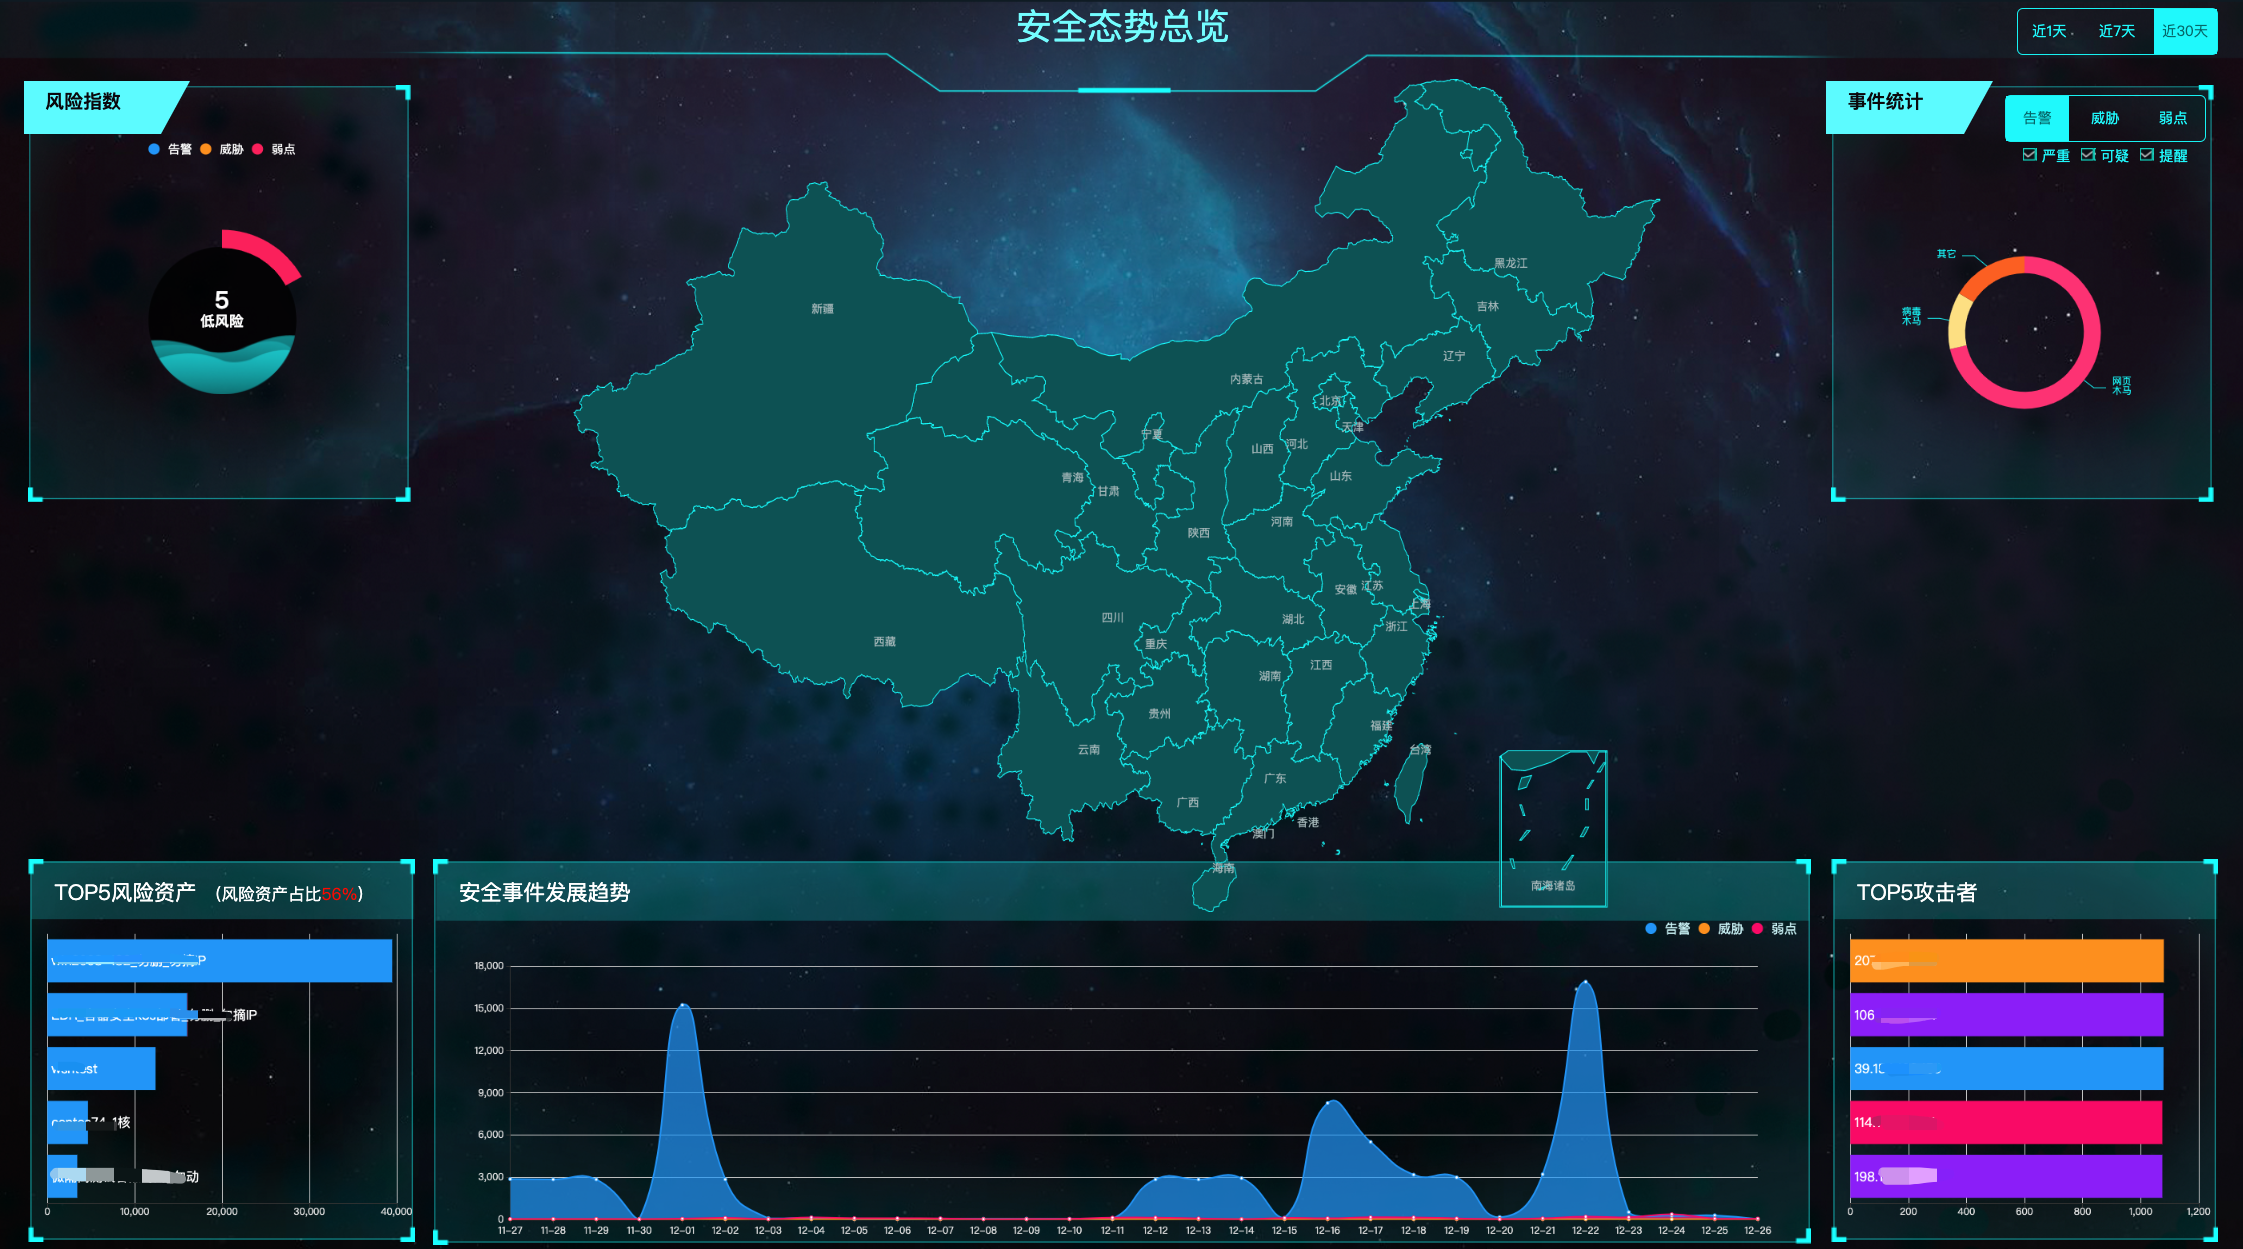 安全态势总览
近1天 近7天 近30天
风险指数
告警 威胁 弱点
5
低风险
事件统计
告警 威胁 弱点
严重 可疑 提醒
其它
病毒
木马
网页
木马
黑龙江
吉林
辽宁
新疆
内蒙古
北京
天津
宁夏
山西
河北
山东
青海
甘肃
陕西
河南
安徽
江苏
上海
浙江
四川
重庆
湖北
西藏
湖南
江西
贵州
福建
云南
台湾
广西
广东
香港
澳门
海南
南海诸岛
TOP5风险资产 (风险资产占比56%)
摘IP
1核
动
0 10,000 20,000 30,000 40,000
安全事件发展趋势
告警 威胁 弱点
18,000
15,000
12,000
9,000
6,000
3,000
0
11-27 11-28 11-29 11-30 12-01 12-02 12-03 12-04 12-05 12-06 12-07 12-08 12-09 12-10 12-11 12-12 12-13 12-14 12-15 12-16 12-17 12-18 12-19 12-20 12-21 12-22 12-23 12-24 12-25 12-26
TOP5攻击者
20
106
39.1
114.
198.
0 200 400 600 800 1,000 1,200